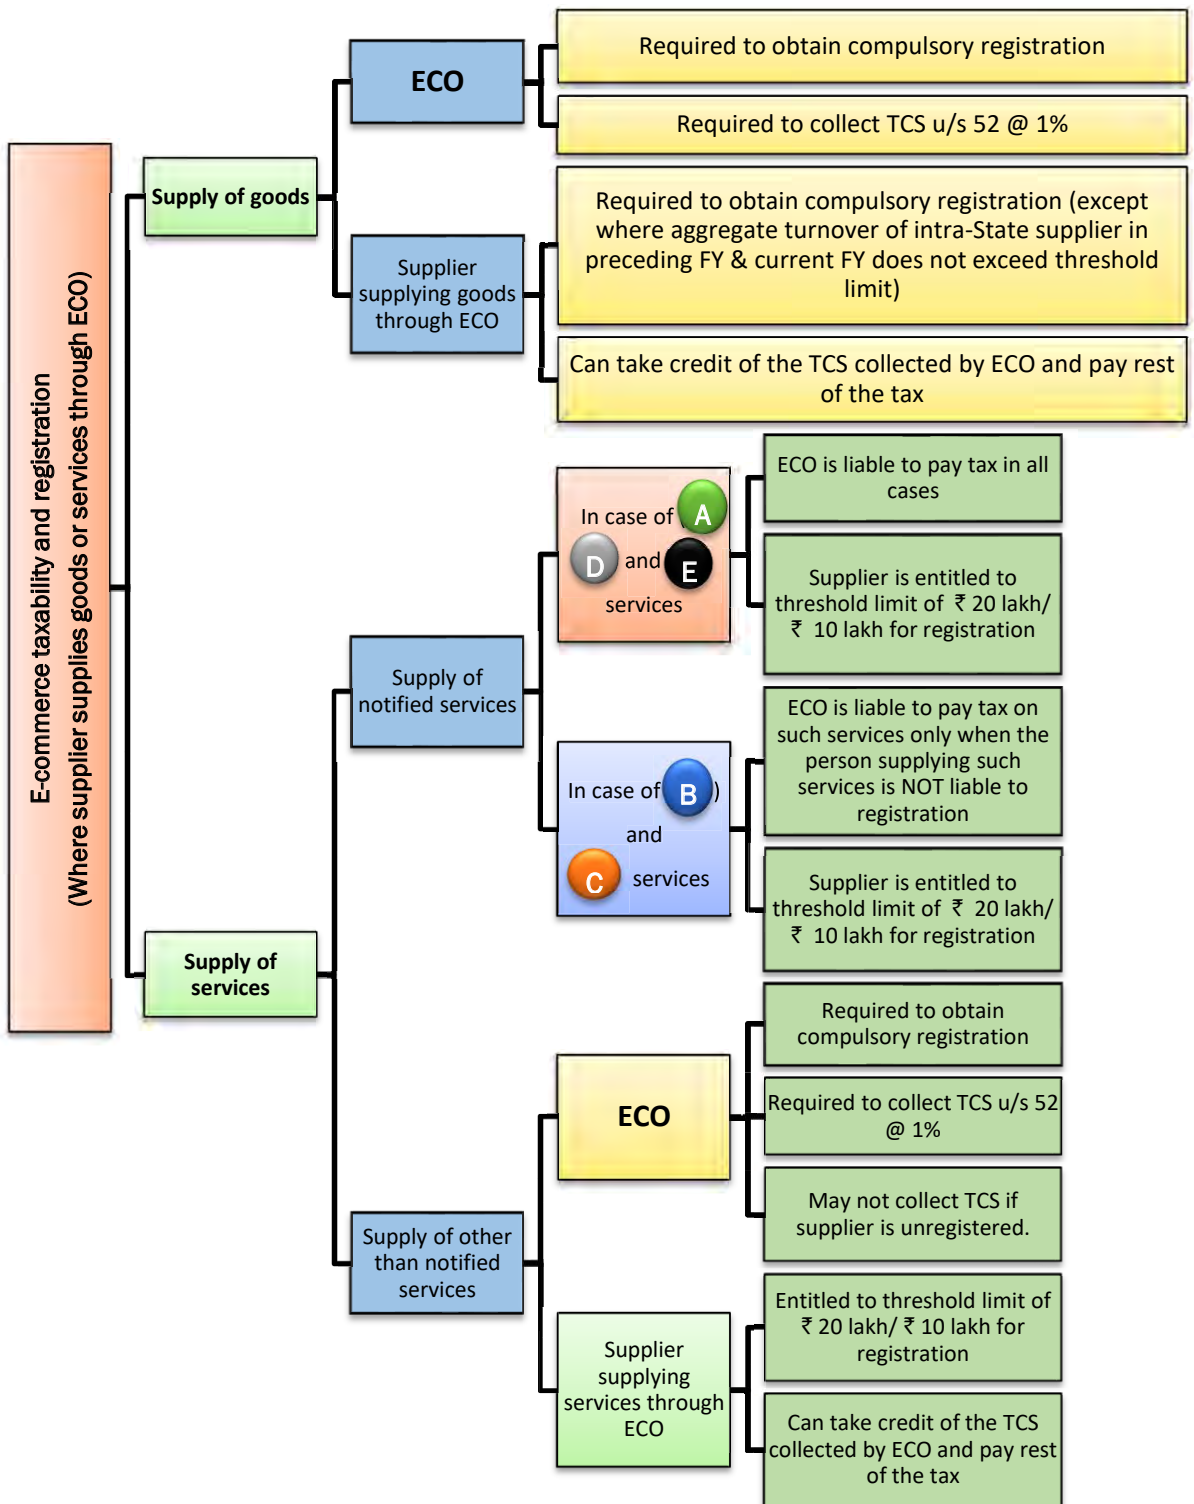 E-commerce taxability and registration
(Where supplier supplies goods or services through ECO)
Supply of goods
ECO
Required to obtain compulsory registration
Required to collect TCS u/s 52 @ 1%
Supplier
supplying goods
through ECO
Required to obtain compulsory registration (except
where aggregate turnover of intra-State supplier in
preceding FY & current FY does not exceed threshold
limit)
Can take credit of the TCS collected by ECO and pay rest
of the tax
Supply of
services
Supply of
notified services
In case of ( A
D and E
services
ECO is liable to pay tax in all
cases
Supplier is entitled to
threshold limit of ₹ 20 lakh/
₹ 10 lakh for registration
In case of B )
and
C services
ECO is liable to pay tax on
such services only when the
person supplying such
services is NOT liable to
registration
Supplier is entitled to
threshold limit of ₹ 20 lakh/
₹ 10 lakh for registration
Supply of other
than notified
services
ECO
Required to obtain
compulsory registration
Required to collect TCS u/s 52
@ 1%
May not collect TCS if
supplier is unregistered.
Supplier
supplying
services through
ECO
Entitled to threshold limit of
₹ 20 lakh/ ₹ 10 lakh for
registration
Can take credit of the TCS
collected by ECO and pay rest
of the tax